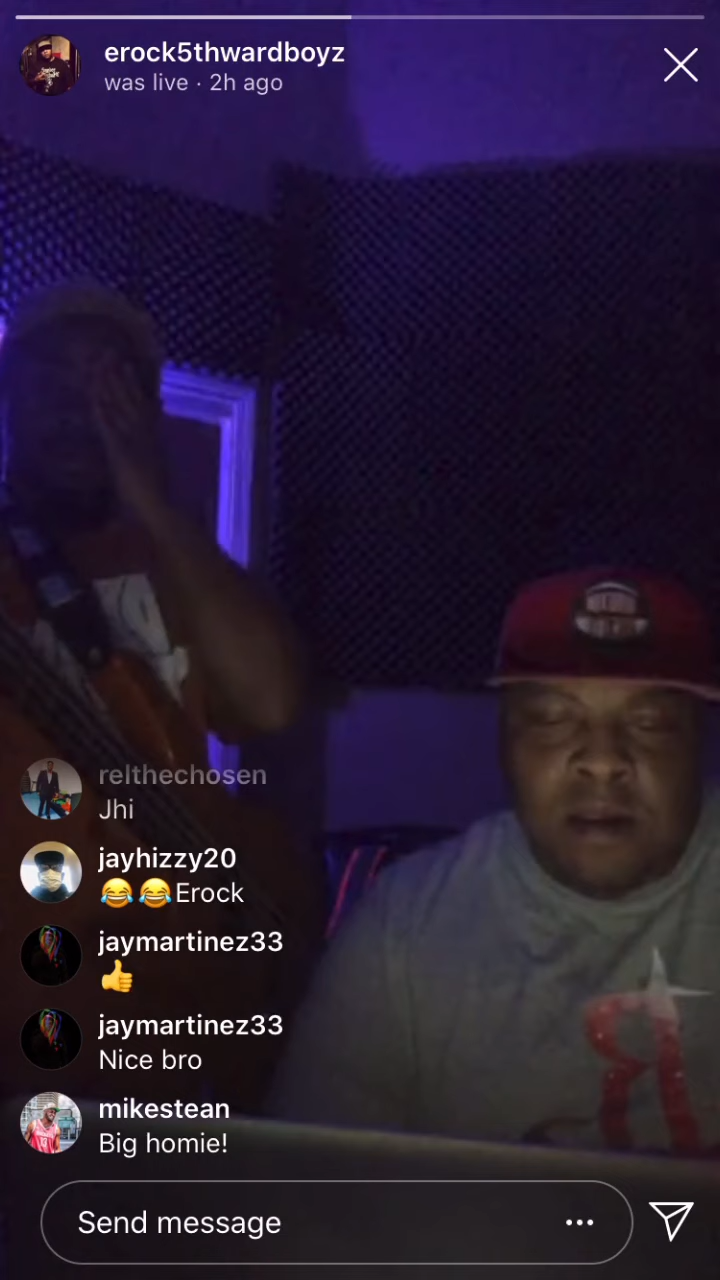 erock5thwardboyz
was live · 2h ago
relthechosen
Jhi
jayhizzy20
😂😂Erock
jaymartinez33
👍
jaymartinez33
Nice bro
mikestean
Big homie!
Send message